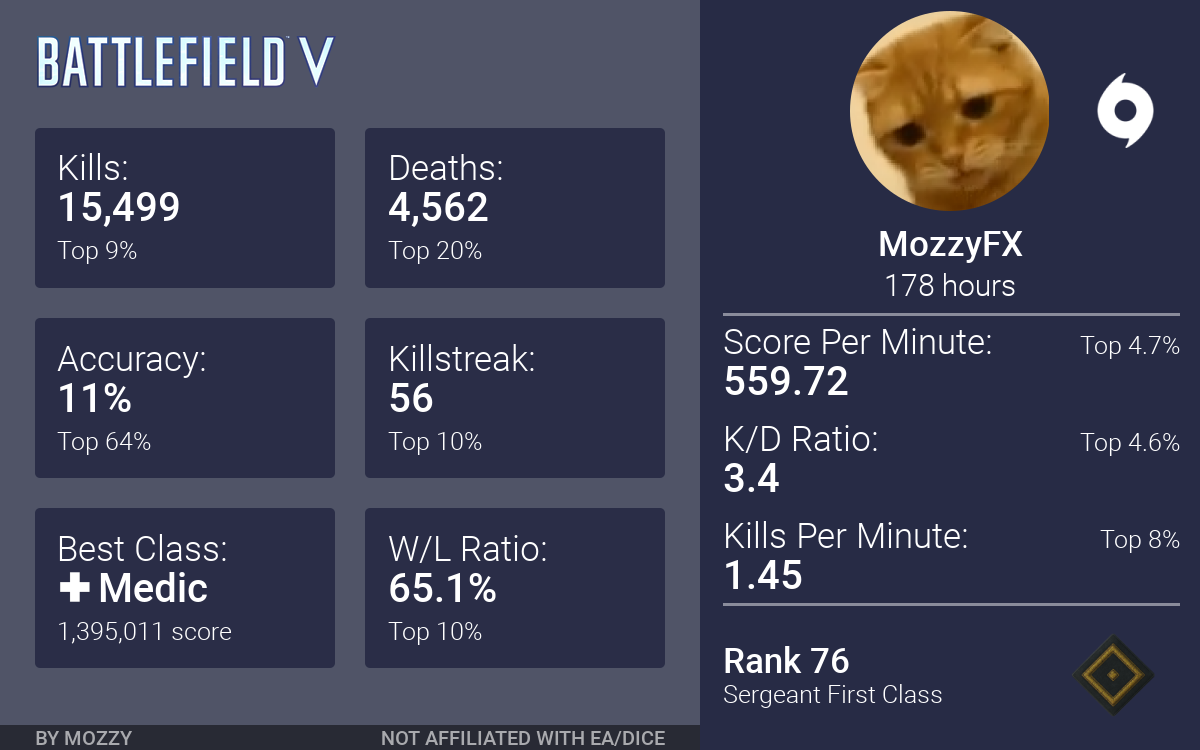 BATTLEFIELD V
Kills:
15,499
Top 9%
Deaths:
4,562
Top 20%
Accuracy:
11%
Top 64%
Killstreak:
56
Top 10%
Best Class:
Medic
1,395,011 score
W/L Ratio:
65.1%
Top 10%
BY MOZZY
NOT AFFILIATED WITH EA/DICE
MozzyFX
178 hours
Score Per Minute:
Top 4.7%
559.72
K/D Ratio:
Top 4.6%
3.4
Kills Per Minute:
Top 8%
1.45
Rank 76
Sergeant First Class